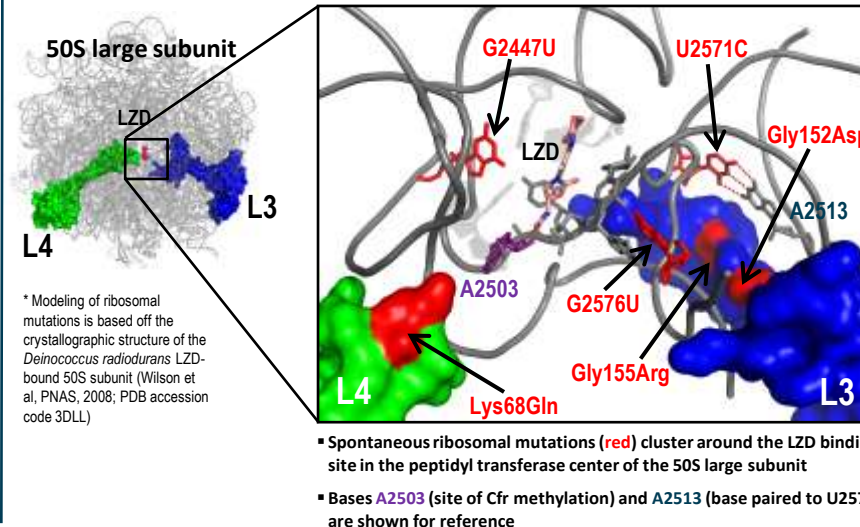 50S large subunit
LZD
L4
L3
* Modeling of ribosomal
mutations is based off the
crystallographic structure of the
Deinococcus radiodurans LZD-
bound 50S subunit (Wilson et
al, PNAS, 2008; PDB accession
code 3DLL)
G2447U
U2571C
LZD
Gly152Asp
A2513
A2503
G2576U
Gly155Arg
L4
Lys68Gln
L3
▪ Spontaneous ribosomal mutations (red) cluster around the LZD bindi
site in the peptidyl transferase center of the 50S large subunit
▪ Bases A2503 (site of Cfr methylation) and A2513 (base paired to U257
are shown for reference